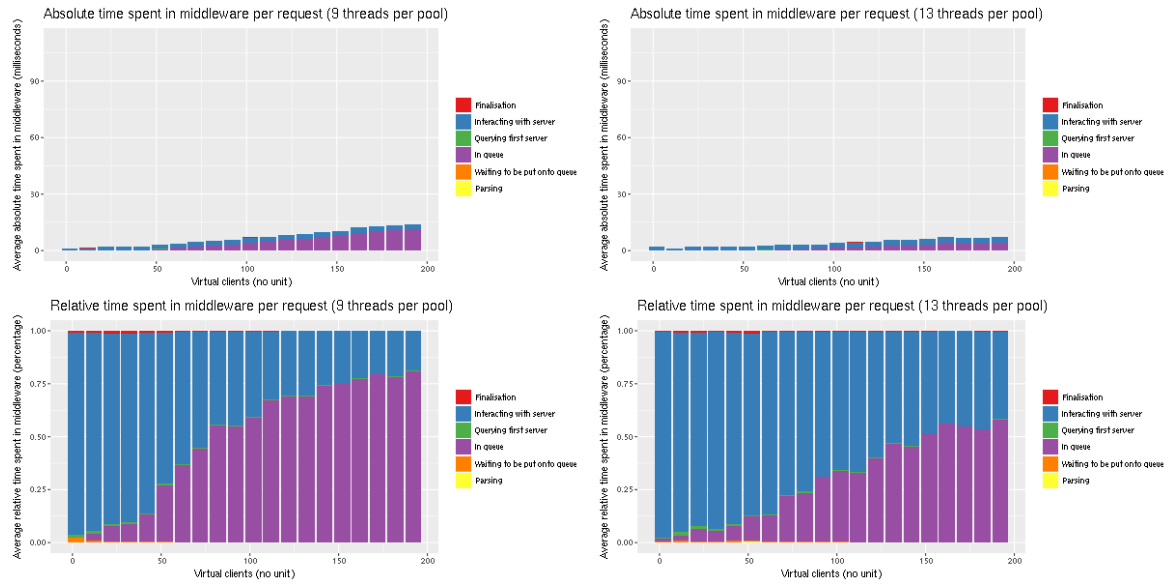 Absolute time spent in middleware per request (9 threads per pool)
Average absolute time spent in middleware (milliseconds)
90
60
30
0
0 50 100 150 200
Virtual clients (no unit)
Finalisation
Interacting with server
Querying first server
In queue
Waiting to be put onto queue
Parsing
Absolute time spent in middleware per request (13 threads per pool)
Average absolute time spent in middleware (milliseconds)
90
60
30
0
0 50 100 150 200
Virtual clients (no unit)
Finalisation
Interacting with server
Querying first server
In queue
Waiting to be put onto queue
Parsing
Relative time spent in middleware per request (9 threads per pool)
Average relative time spent in middleware (percentage)
1.00
0.75
0.50
0.25
0.00
0 50 100 150 200
Virtual clients (no unit)
Finalisation
Interacting with server
Querying first server
In queue
Waiting to be put onto queue
Parsing
Relative time spent in middleware per request (13 threads per pool)
Average relative time spent in middleware (percentage)
1.00
0.75
0.50
0.25
0.00
0 50 100 150 200
Virtual clients (no unit)
Finalisation
Interacting with server
Querying first server
In queue
Waiting to be put onto queue
Parsing